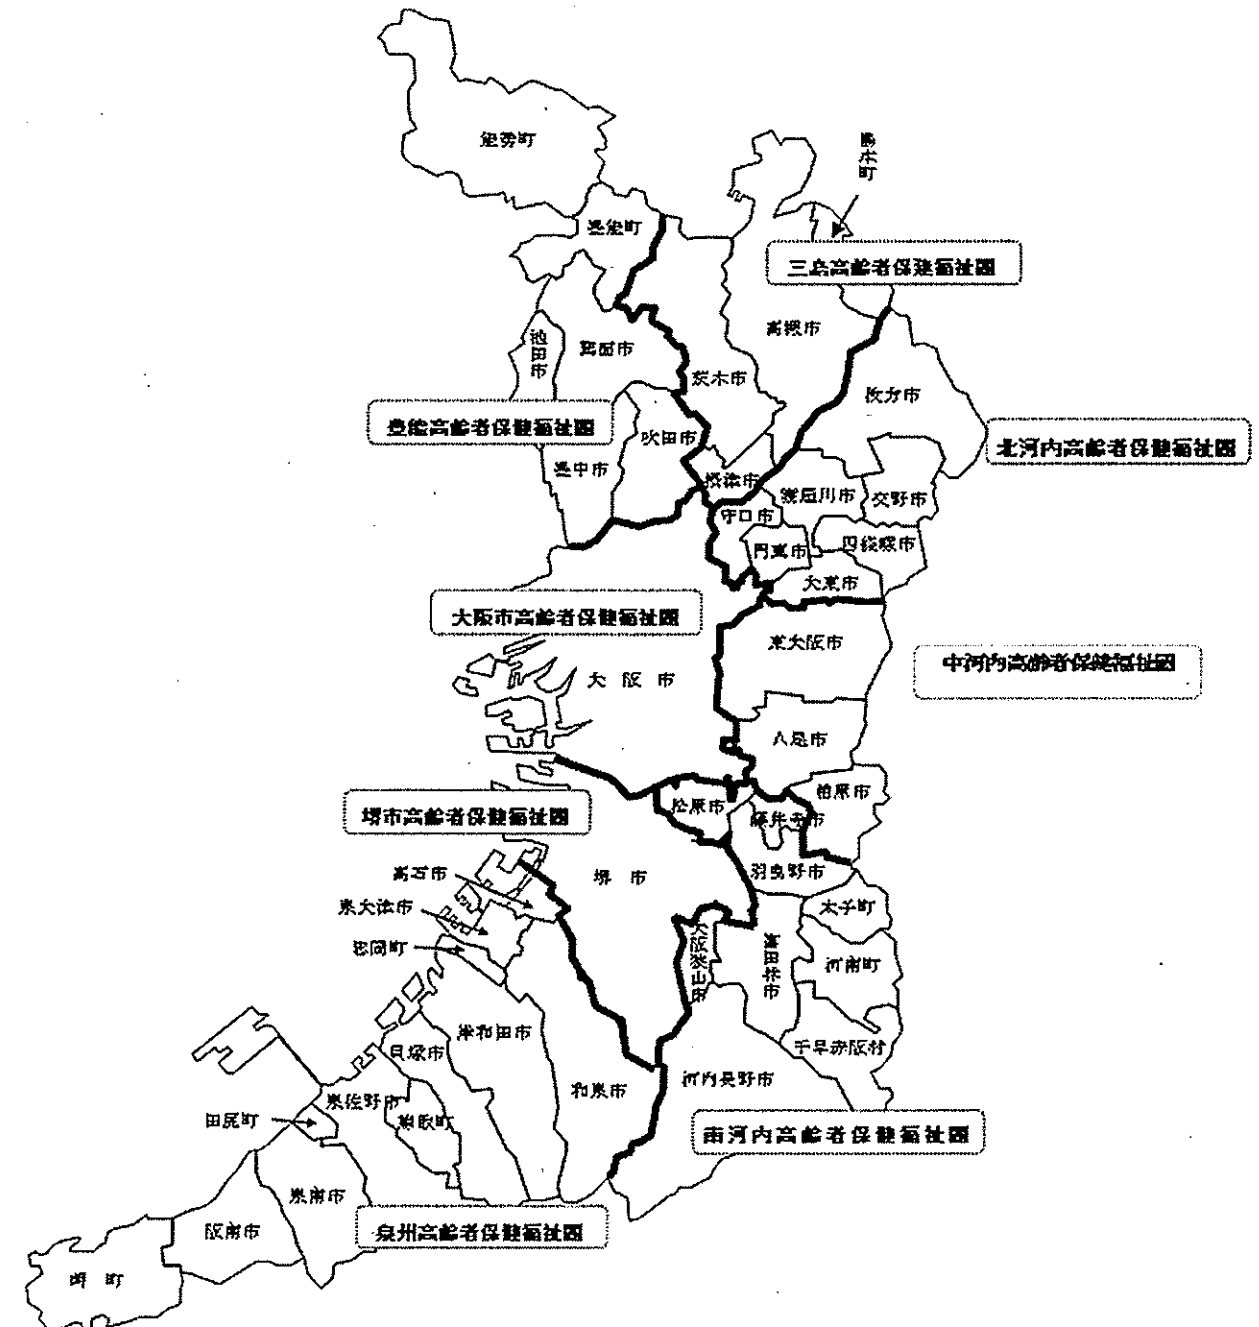 能勢町
島本町
豊能町
三島高齢者保健福祉圏
高槻市
池田市
箕面市
茨木市
枚方市
豊能高齢者保健福祉圏
吹田市
北河内高齢者保健福祉圏
豊中市
摂津市
寝屋川市
交野市
守口市
門真市
四條畷市
大東市
大阪市高齢者保健福祉圏
東大阪市
中河内高齢者保健福祉圏
大阪市
八尾市
柏原市
松原市
堺市高齢者保健福祉圏
藤井寺市
高石市
堺市
羽曳野市
泉大津市
太子町
忠岡町
大阪狭山市
富田林市
河南町
岸和田市
貝塚市
千早赤阪村
和泉市
河内長野市
泉佐野市
熊取町
田尻町
南河内高齢者保健福祉圏
泉南市
阪南市
泉州高齢者保健福祉圏
岬町